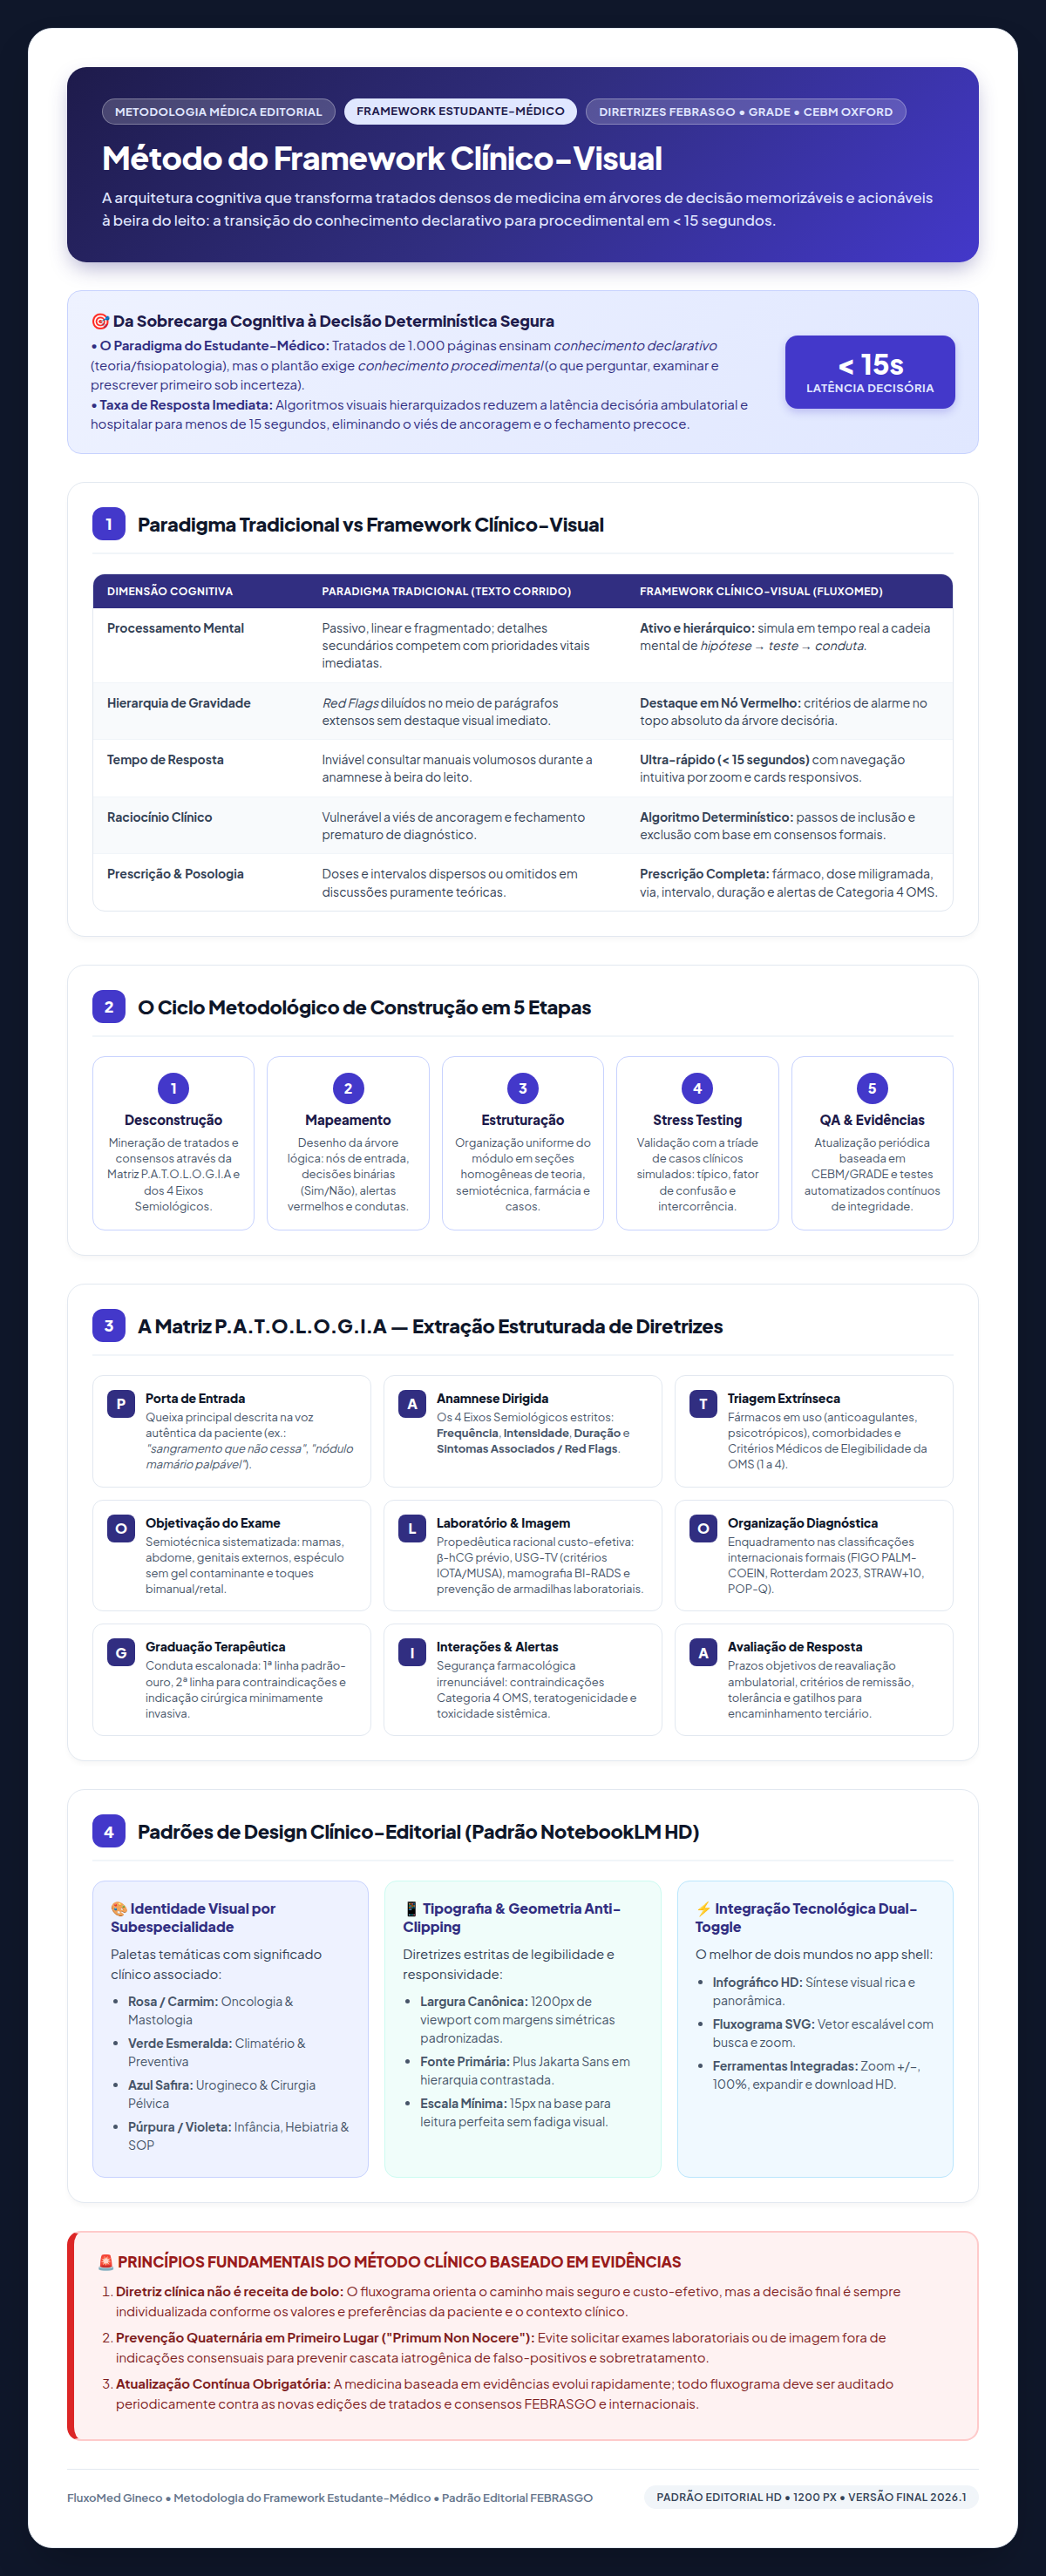 METODOLOGIA MÉDICA EDITORIAL
FRAMEWORK ESTUDANTE-MÉDICO
DIRETRIZES FEBRASGO • GRADE • CEBM OXFORD
Método do Framework Clínico-Visual
A arquitetura cognitiva que transforma tratados densos de medicina em árvores de decisão memorizáveis e acionáveis
à beira do leito: a transição do conhecimento declarativo para procedimental em < 15 segundos.
🎯 Da Sobrecarga Cognitiva à Decisão Determinística Segura
• O Paradigma do Estudante-Médico: Tratados de 1.000 páginas ensinam conhecimento declarativo
(teoria/fisiopatologia), mas o plantão exige conhecimento procedimental (o que perguntar, examinar e
prescrever primeiro sob incerteza).
• Taxa de Resposta Imediata: Algoritmos visuais hierarquizados reduzem a latência decisória ambulatorial e
hospitalar para menos de 15 segundos, eliminando o viés de ancoragem e o fechamento precoce.
< 15s
LATÊNCIA DECISÓRIA
1
Paradigma Tradicional vs Framework Clínico-Visual
DIMENSÃO COGNITIVA
PARADIGMA TRADICIONAL (TEXTO CORRIDO)
FRAMEWORK CLÍNICO-VISUAL (FLUXOMED)
Processamento Mental
Passivo, linear e fragmentado; detalhes
secundários competem com prioridades vitais
imediatas.
Ativo e hierárquico: simula em tempo real a cadeia
mental de hipótese → teste → conduta.
Hierarquia de Gravidade
Red Flags diluídos no meio de parágrafos
extensos sem destaque visual imediato.
Destaque em Nó Vermelho: critérios de alarme no
topo absoluto da árvore decisória.
Tempo de Resposta
Inviável consultar manuais volumosos durante a
anamnese à beira do leito.
Ultra-rápido (< 15 segundos) com navegação
intuitiva por zoom e cards responsivos.
Raciocínio Clínico
Vulnerável a viés de ancoragem e fechamento
prematuro de diagnóstico.
Algoritmo Determinístico: passos de inclusão e
exclusão com base em consensos formais.
Prescrição & Posologia
Doses e intervalos dispersos ou omitidos em
discussões puramente teóricas.
Prescrição Completa: fármaco, dose miligramada,
via, intervalo, duração e alertas de Categoria 4 OMS.
2
O Ciclo Metodológico de Construção em 5 Etapas
1
Desconstrução
Mineração de tratados e
consensos através da
Matriz P.A.T.O.L.O.G.I.A e
dos 4 Eixos
Semiológicos.
2
Mapeamento
Desenho da árvore
lógica: nós de entrada,
decisões binárias
(Sim/Não), alertas
vermelhos e condutas.
3
Estruturação
Organização uniforme do
módulo em seções
homogêneas de teoria,
semiotécnica, farmácia e
casos.
4
Stress Testing
Validação com a tríade
de casos clínicos
simulados: típico, fator
de confusão e
intercorrência.
5
QA & Evidências
Atualização periódica
baseada em
CEBM/GRADE e testes
automatizados contínuos
de integridade.
3
A Matriz P.A.T.O.L.O.G.I.A — Extração Estruturada de Diretrizes
P
Porta de Entrada
Queixa principal descrita na voz
autêntica da paciente (ex.:
"sangramento que não cessa", "nódulo
mamário palpável").
A
Anamnese Dirigida
Os 4 Eixos Semiológicos estritos:
Frequência, Intensidade, Duração e
Sintomas Associados / Red Flags.
T
Triagem Extrínseca
Fármacos em uso (anticoagulantes,
psicotrópicos), comorbidades e
Critérios Médicos de Elegibilidade da
OMS (1 a 4).
O
Objetivação do Exame
Semiotécnica sistematizada: mamas,
abdome, genitais externos, espéculo
sem gel contaminante e toques
bimanual/retal.
L
Laboratório & Imagem
Propedêutica racional custo-efetiva:
β-hCG prévio, USG-TV (critérios
IOTA/MUSA), mamografia BI-RADS e
prevenção de armadilhas laboratoriais.
O
Organização Diagnóstica
Enquadramento nas classificações
internacionais formais (FIGO PALM-
COEIN, Rotterdam 2023, STRAW+10,
POP-Q).
G
Graduação Terapêutica
Conduta escalonada: 1ª linha padrão-
ouro, 2ª linha para contraindicações e
indicação cirúrgica minimamente
invasiva.
I
Interações & Alertas
Segurança farmacológica
irrenunciável: contraindicações
Categoria 4 OMS, teratogenicidade e
toxicidade sistêmica.
A
Avaliação de Resposta
Prazos objetivos de reavaliação
ambulatorial, critérios de remissão,
tolerância e gatilhos para
encaminhamento terciário.
4
Padrões de Design Clínico-Editorial (Padrão NotebookLM HD)
🎨 Identidade Visual por
Subespecialidade
Paletas temáticas com significado
clínico associado:
• Rosa / Carmim: Oncologia &
Mastologia
• Verde Esmeralda: Climatério &
Preventiva
• Azul Safira: Urogineco & Cirurgia
Pélvica
• Púrpura / Violeta: Infância, Hebiatria &
SOP
📱 Tipografia & Geometria Anti-
Clipping
Diretrizes estritas de legibilidade e
responsividade:
• Largura Canônica: 1200px de
viewport com margens simétricas
padronizadas.
• Fonte Primária: Plus Jakarta Sans em
hierarquia contrastada.
• Escala Mínima: 15px na base para
leitura perfeita sem fadiga visual.
⚡ Integração Tecnológica Dual-
Toggle
O melhor de dois mundos no app shell:
• Infográfico HD: Síntese visual rica e
panorâmica.
• Fluxograma SVG: Vetor escalável com
busca e zoom.
• Ferramentas Integradas: Zoom +/−,
100%, expandir e download HD.
🚨 PRINCÍPIOS FUNDAMENTAIS DO MÉTODO CLÍNICO BASEADO EM EVIDÊNCIAS
1. Diretriz clínica não é receita de bolo: O fluxograma orienta o caminho mais seguro e custo-efetivo, mas a decisão final é sempre
individualizada conforme os valores e preferências da paciente e o contexto clínico.
2. Prevenção Quaternária em Primeiro Lugar ("Primum Non Nocere"): Evite solicitar exames laboratoriais ou de imagem fora de
indicações consensuais para prevenir cascata iatrogênica de falso-positivos e sobretratamento.
3. Atualização Contínua Obrigatória: A medicina baseada em evidências evolui rapidamente; todo fluxograma deve ser auditado
periodicamente contra as novas edições de tratados e consensos FEBRASGO e internacionais.
FluxoMed Gineco • Metodologia do Framework Estudante-Médico • Padrão Editorial FEBRASGO
PADRÃO EDITORIAL HD • 1200 PX • VERSÃO FINAL 2026.1